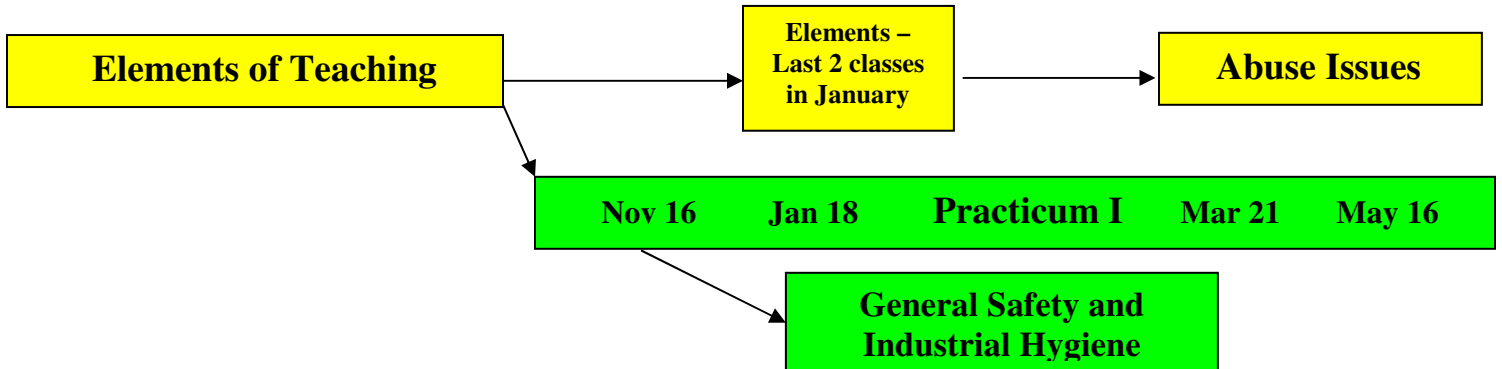 Elements of Teaching
Elements –
Last 2 classes
in January
Abuse Issues
Nov 16 Jan 18 Practicum I Mar 21 May 16
General Safety and
Industrial Hygiene